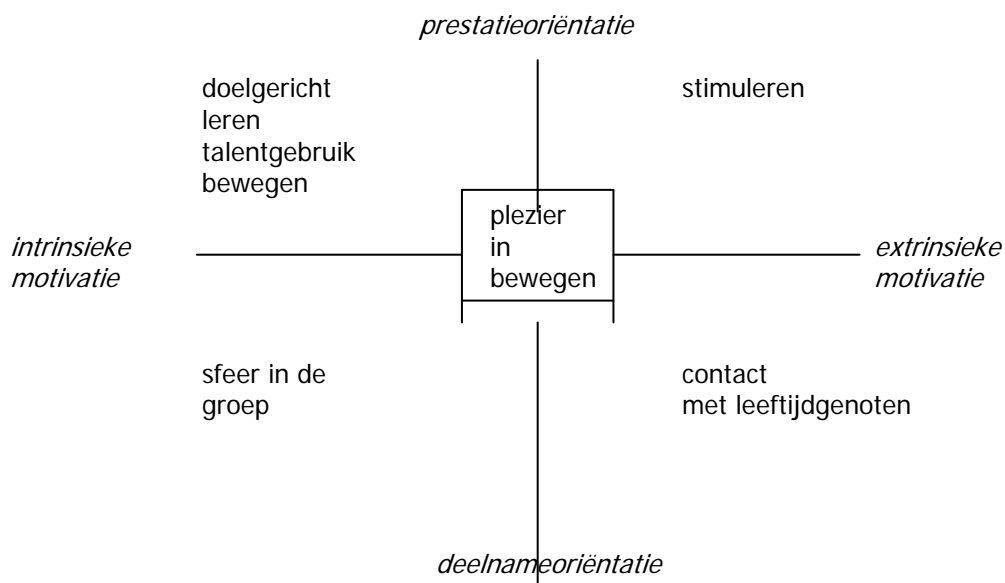 prestatieoriëntatie
doelgericht
leren
talentgebruik
bewegen
stimuleren
plezier
in
bewegen
intrinsieke
motivatie
extrinsieke
motivatie
sfeer in de
groep
contact
met leeftijdgenoten
deelnameoriëntatie